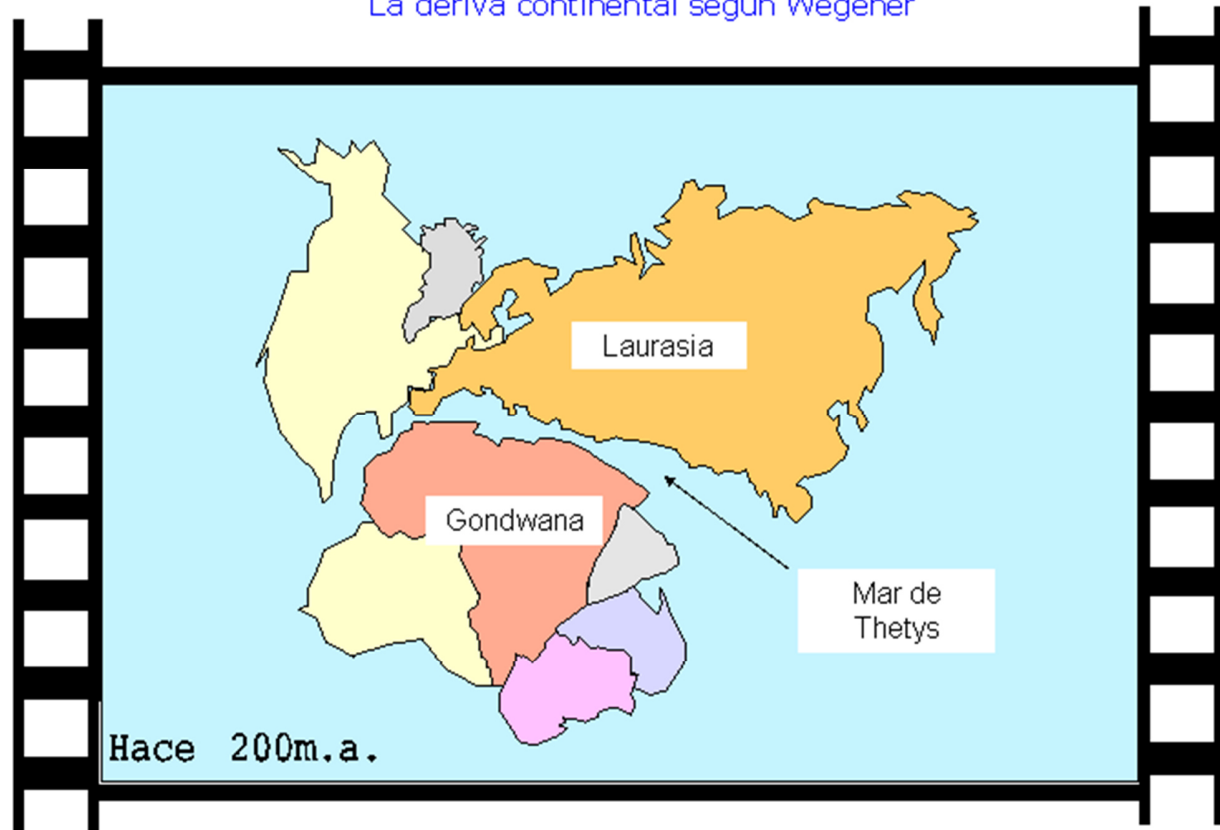 La deriva continental según Wegener
Laurasia
Gondwana
Mar de
Thetys
Hace 200m.a.